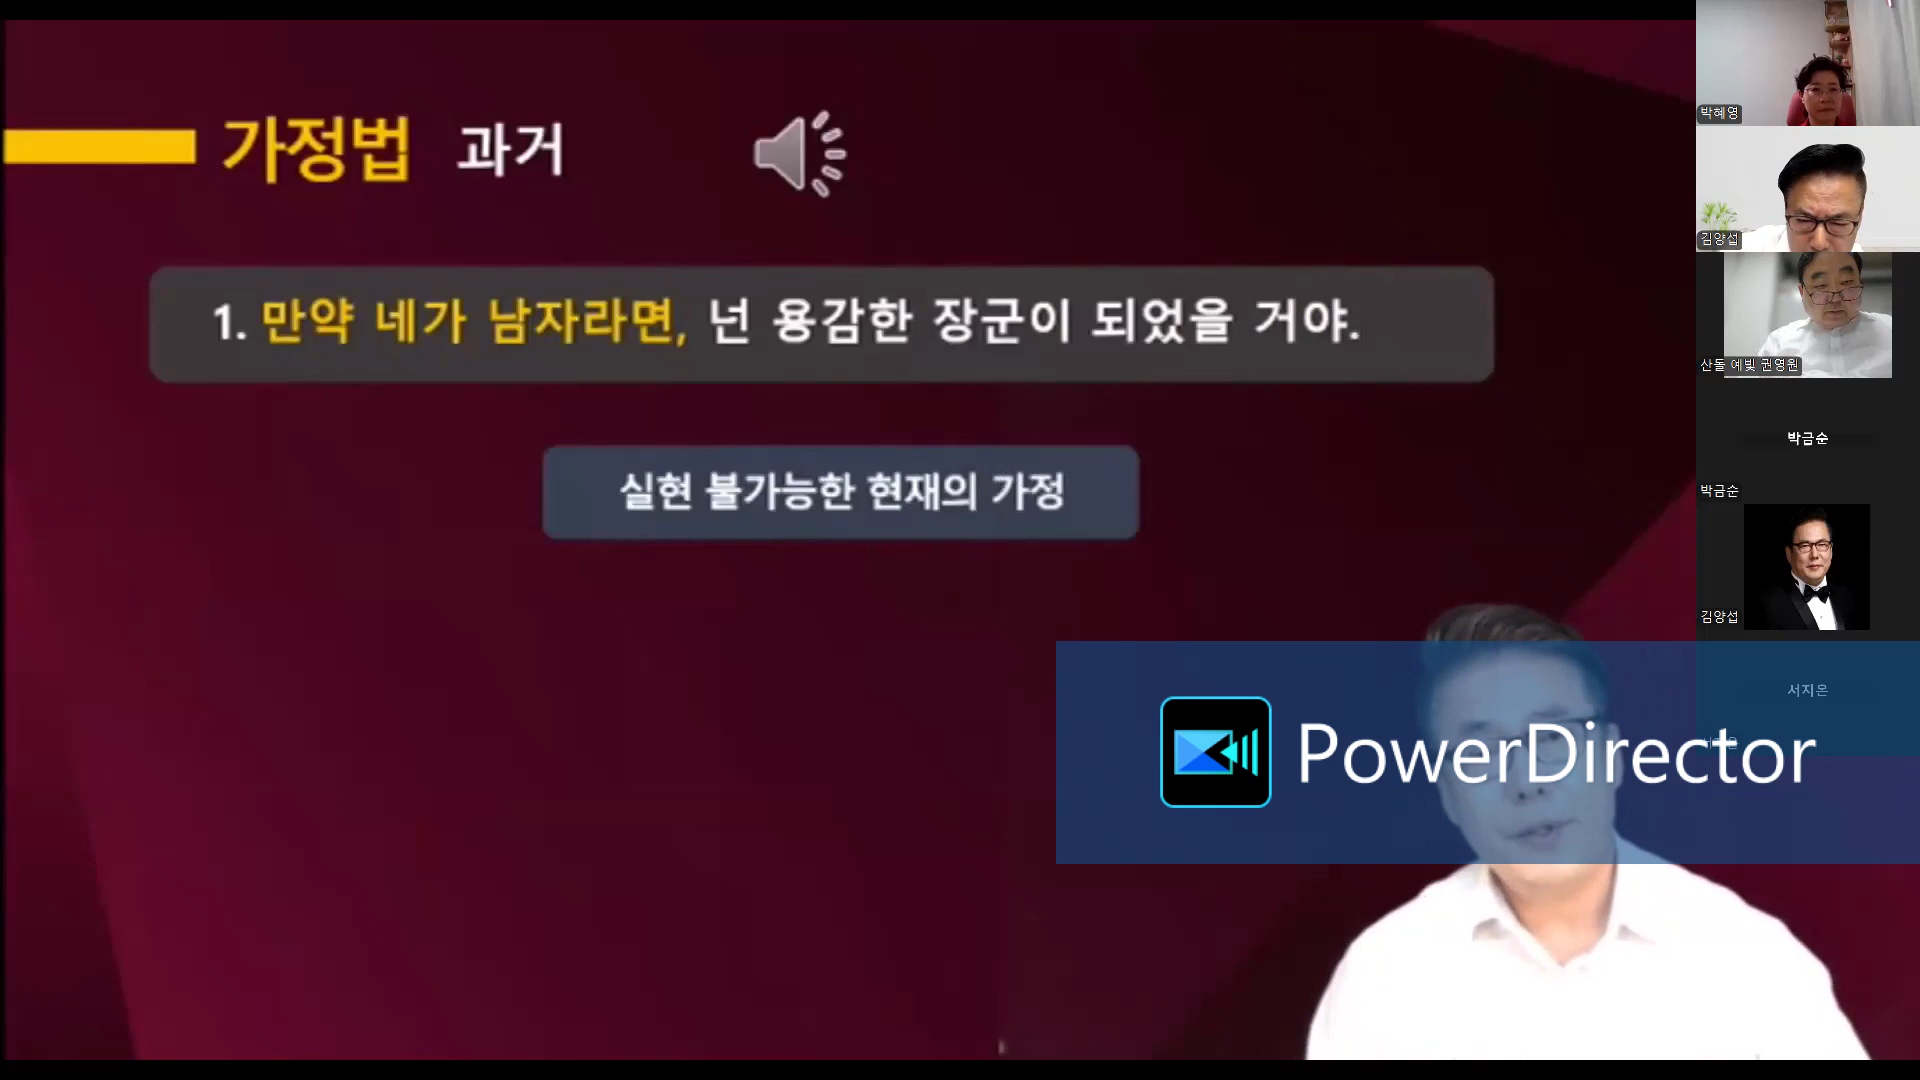 가정법 과거
1. 만약 네가 남자라면, 넌 용감한 장군이 되었을 거야.
실현 불가능한 현재의 가정
PowerDirector
박혜영
김양섭
산돌 예빛 권영원
박금순
박금순
김양섭
서지온